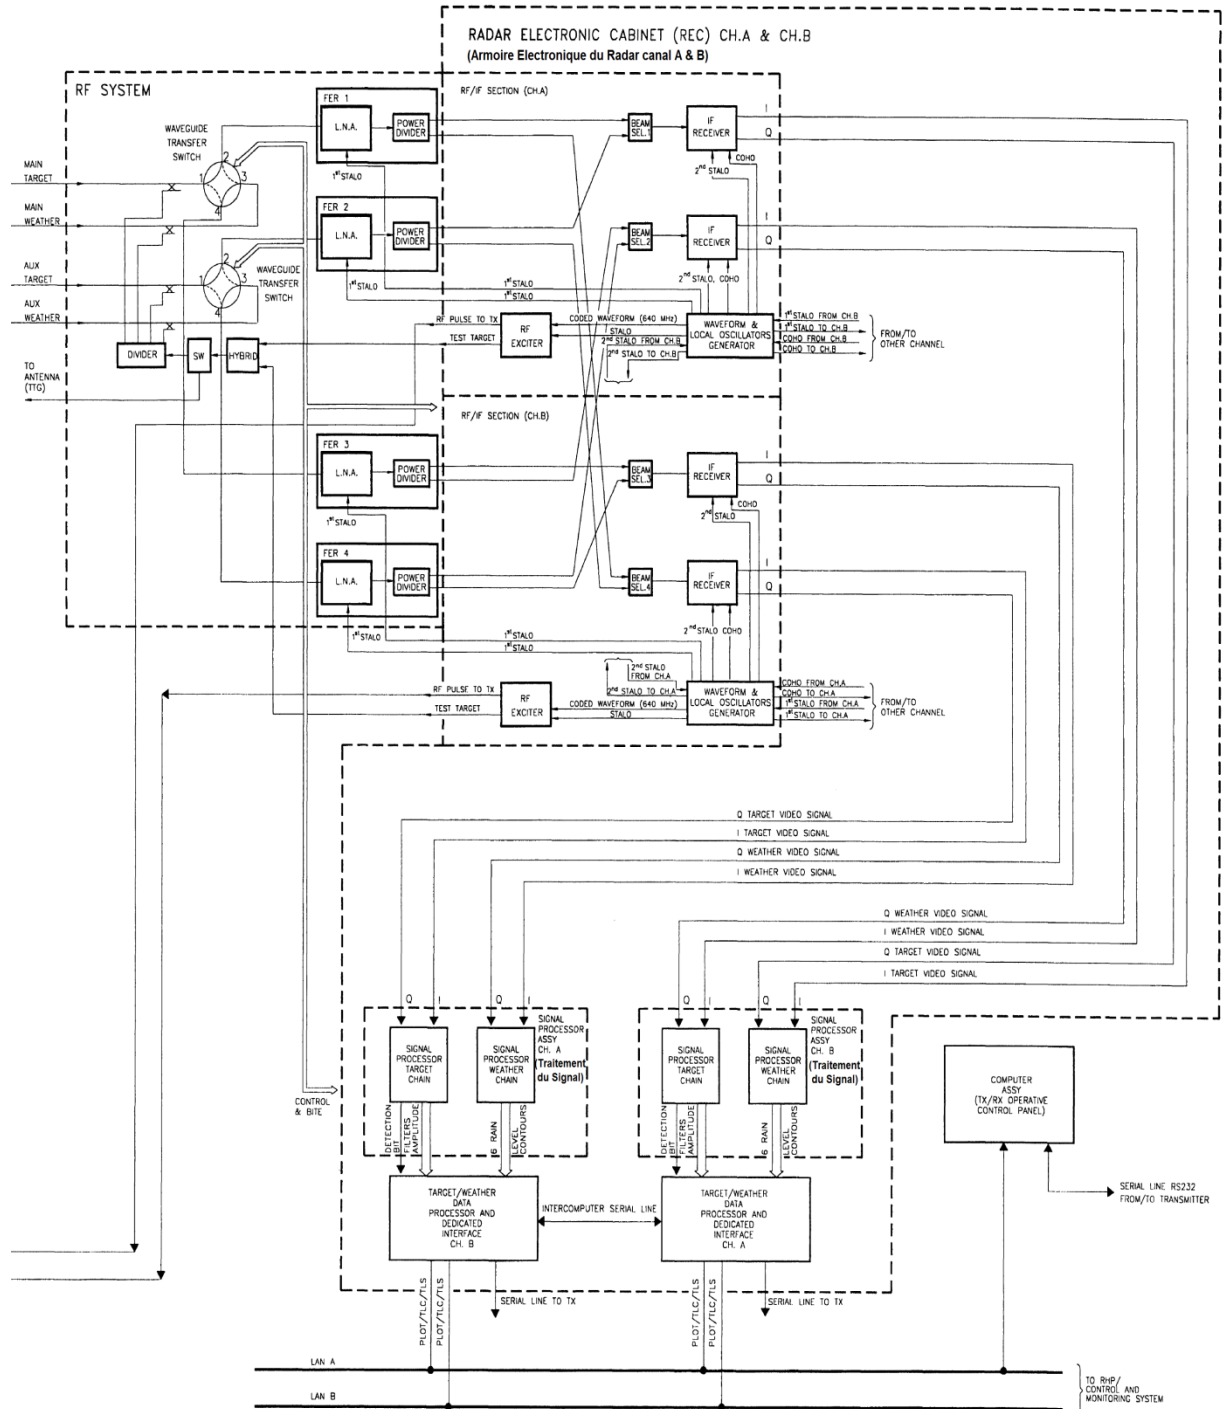 RADAR ELECTRONIC CABINET (REC) CH.A & CH.B
(Armoire Electronique du Radar canal A & B)
RF SYSTEM
RF/IF SECTION (CH.A)
WAVEGUIDE
TRANSFER
SWITCH
MAIN
TARGET
MAIN
WEATHER
AUX
TARGET
AUX
WEATHER
1
2
3
4
1
2
3
4
WAVEGUIDE
TRANSFER
SWITCH
DIVIDER
SW
HYBRID
TO
ANTENNA
(TTG)
FER 1
L.N.A.
POWER
DIVIDER
1st STALO
FER 2
L.N.A.
POWER
DIVIDER
1st STALO
BEAM
SEL.1
IF
RECEIVER
I
Q
COHO
2nd STALO
BEAM
SEL.2
IF
RECEIVER
I
Q
2nd STALO, COHO
1st STALO
1st STALO
RF PULSE TO TX
TEST TARGET
RF
EXCITER
CODED WAVEFORM (640 MHz)
STALO
2nd STALO FROM CH.B
2nd STALO TO CH.B
WAVEFORM &
LOCAL OSCILLATORS
GENERATOR
1st STALO FROM CH.B
1st STALO TO CH.B
COHO FROM CH.B
COHO TO CH.B
FROM/TO
OTHER CHANNEL
RF/IF SECTION (CH.B)
FER 3
L.N.A.
POWER
DIVIDER
1st STALO
FER 4
L.N.A.
POWER
DIVIDER
1st STALO
BEAM
SEL.3
IF
RECEIVER
I
Q
COHO
2nd STALO
BEAM
SEL.4
IF
RECEIVER
I
Q
2nd STALO COHO
1st STALO
1st STALO
RF PULSE TO TX
TEST TARGET
RF
EXCITER
2nd STALO
FROM CH.A
2nd STALO TO CH.A
CODED WAVEFORM (640 MHz)
STALO
WAVEFORM &
LOCAL OSCILLATORS
GENERATOR
COHO FROM CH.A
COHO TO CH.A
1st STALO FROM CH.A
1st STALO TO CH.A
FROM/TO
OTHER CHANNEL
Q TARGET VIDEO SIGNAL
I TARGET VIDEO SIGNAL
Q WEATHER VIDEO SIGNAL
I WEATHER VIDEO SIGNAL
Q WEATHER VIDEO SIGNAL
I WEATHER VIDEO SIGNAL
Q TARGET VIDEO SIGNAL
I TARGET VIDEO SIGNAL
Q I Q I
Q I Q I
SIGNAL
PROCESSOR
TARGET
CHAIN
SIGNAL
PROCESSOR
WEATHER
CHAIN
SIGNAL
PROCESSOR
ASSY
CH. A
(Traitement
du Signal)
SIGNAL
PROCESSOR
TARGET
CHAIN
SIGNAL
PROCESSOR
WEATHER
CHAIN
SIGNAL
PROCESSOR
ASSY
CH. B
(Traitement
du Signal)
COMPUTER
ASSY
(TX/RX OPERATIVE
CONTROL PANEL)
CONTROL
& BITE
DETECTION
BIT
FILTERS
AMPLITUDE
6 RAIN
LEVEL
CONTOURS
DETECTION
BIT
FILTERS
AMPLITUDE
6 RAIN
LEVEL
CONTOURS
TARGET/WEATHER
DATA
PROCESSOR AND
DEDICATED
INTERFACE
CH. B
INTERCOMPUTER SERIAL LINE
TARGET/WEATHER
DATA
PROCESSOR AND
DEDICATED
INTERFACE
CH. A
SERIAL LINE RS232
FROM/TO TRANSMITTER
PLOT/TLC/TLS
PLOT/TLC/TLS
SERIAL LINE TO TX
PLOT/TLC/TLS
PLOT/TLC/TLS
SERIAL LINE TO TX
LAN A
LAN B
TO RHP/
CONTROL AND
MONITORING SYSTEM